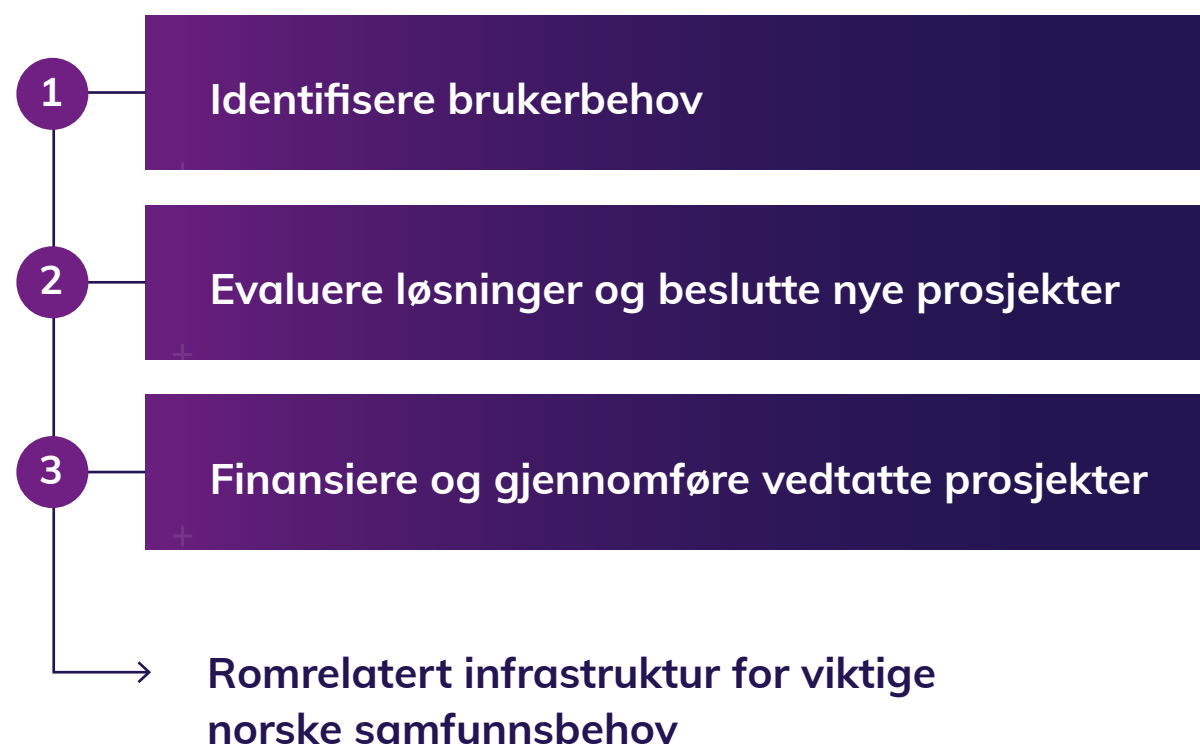 1
Identifisere brukerbehov
2
Evaluere løsninger og beslutte nye prosjekter
3
Finansiere og gjennomføre vedtatte prosjekter
Romrelatert infrastruktur for viktige
norske samfunnsbehov